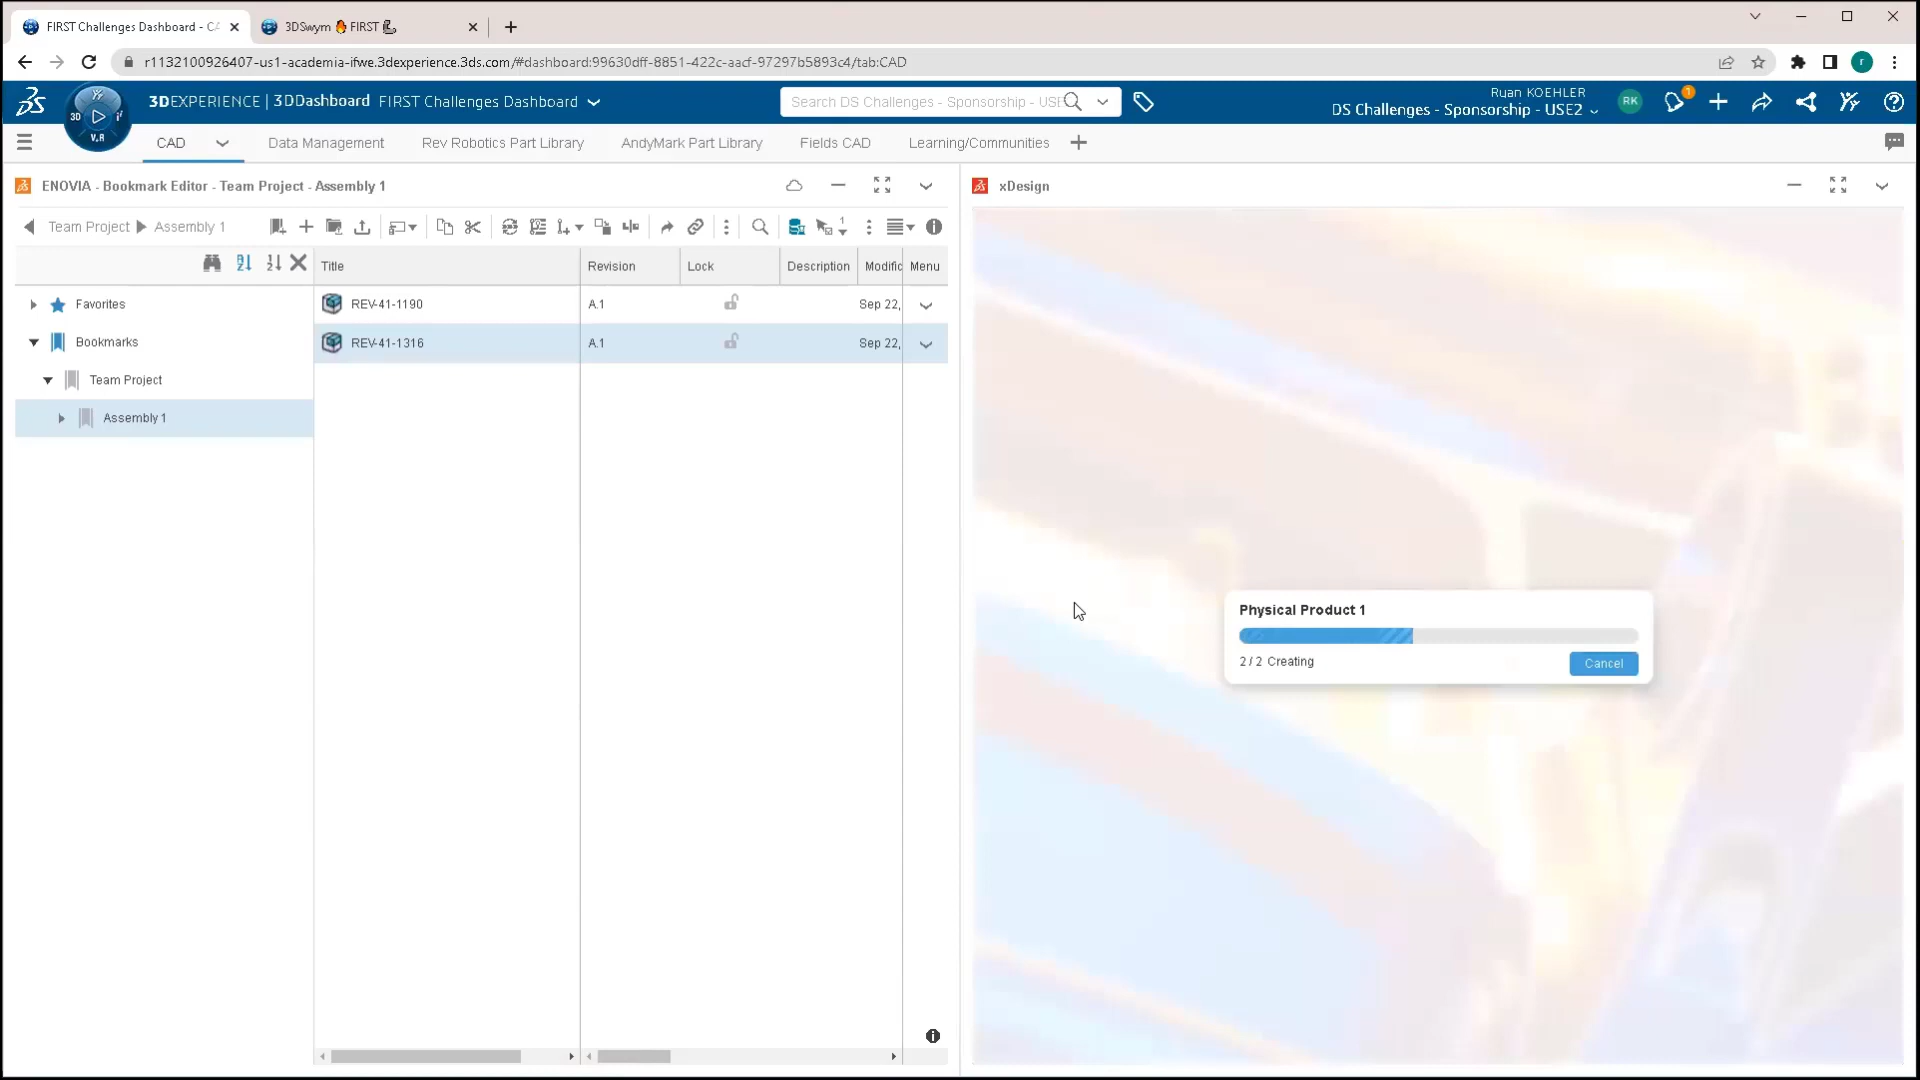 FIRST Challenges Dashboard - CA
3DSwym 🔥FIRST🦾
r1132100926407-us1-academia-ifwe.3dexperience.3ds.com/#dashboard:99630dff-8851-422c-aacf-97297b5893c4/tab:CAD
r
3D
V.R
3DEXPERIENCE | 3DDashboard FIRST Challenges Dashboard
Search DS Challenges - Sponsorship - USE2
Ruan KOEHLER
DS Challenges - Sponsorship - USE2
RK
1
CAD
Data Management
Rev Robotics Part Library
AndyMark Part Library
Fields CAD
Learning/Communities
ENOVIA - Bookmark Editor - Team Project - Assembly 1
xDesign
Team Project
Assembly 1
1
Title
Revision
Lock
Description
Modific
Menu
Favorites
REV-41-1190
A.1
Sep 22,
Bookmarks
REV-41-1316
A.1
Sep 22,
Team Project
Assembly 1
Physical Product 1
2 / 2 Creating
Cancel